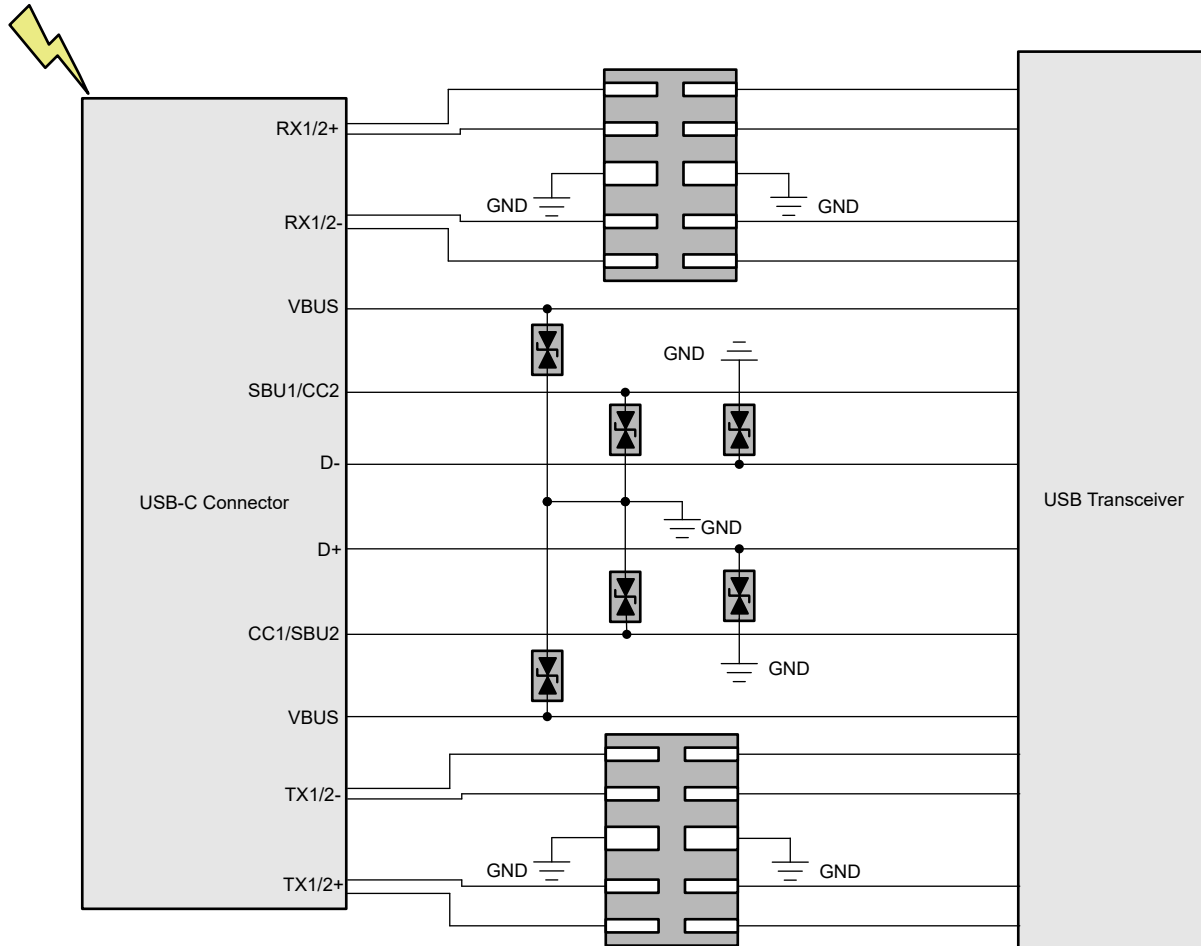 RX1/2+
GND
GND
RX1/2-
VBUS
GND
SBU1/CC2
D-
USB-C Connector
USB Transceiver
GND
D+
CC1/SBU2
GND
VBUS
TX1/2-
GND
GND
TX1/2+